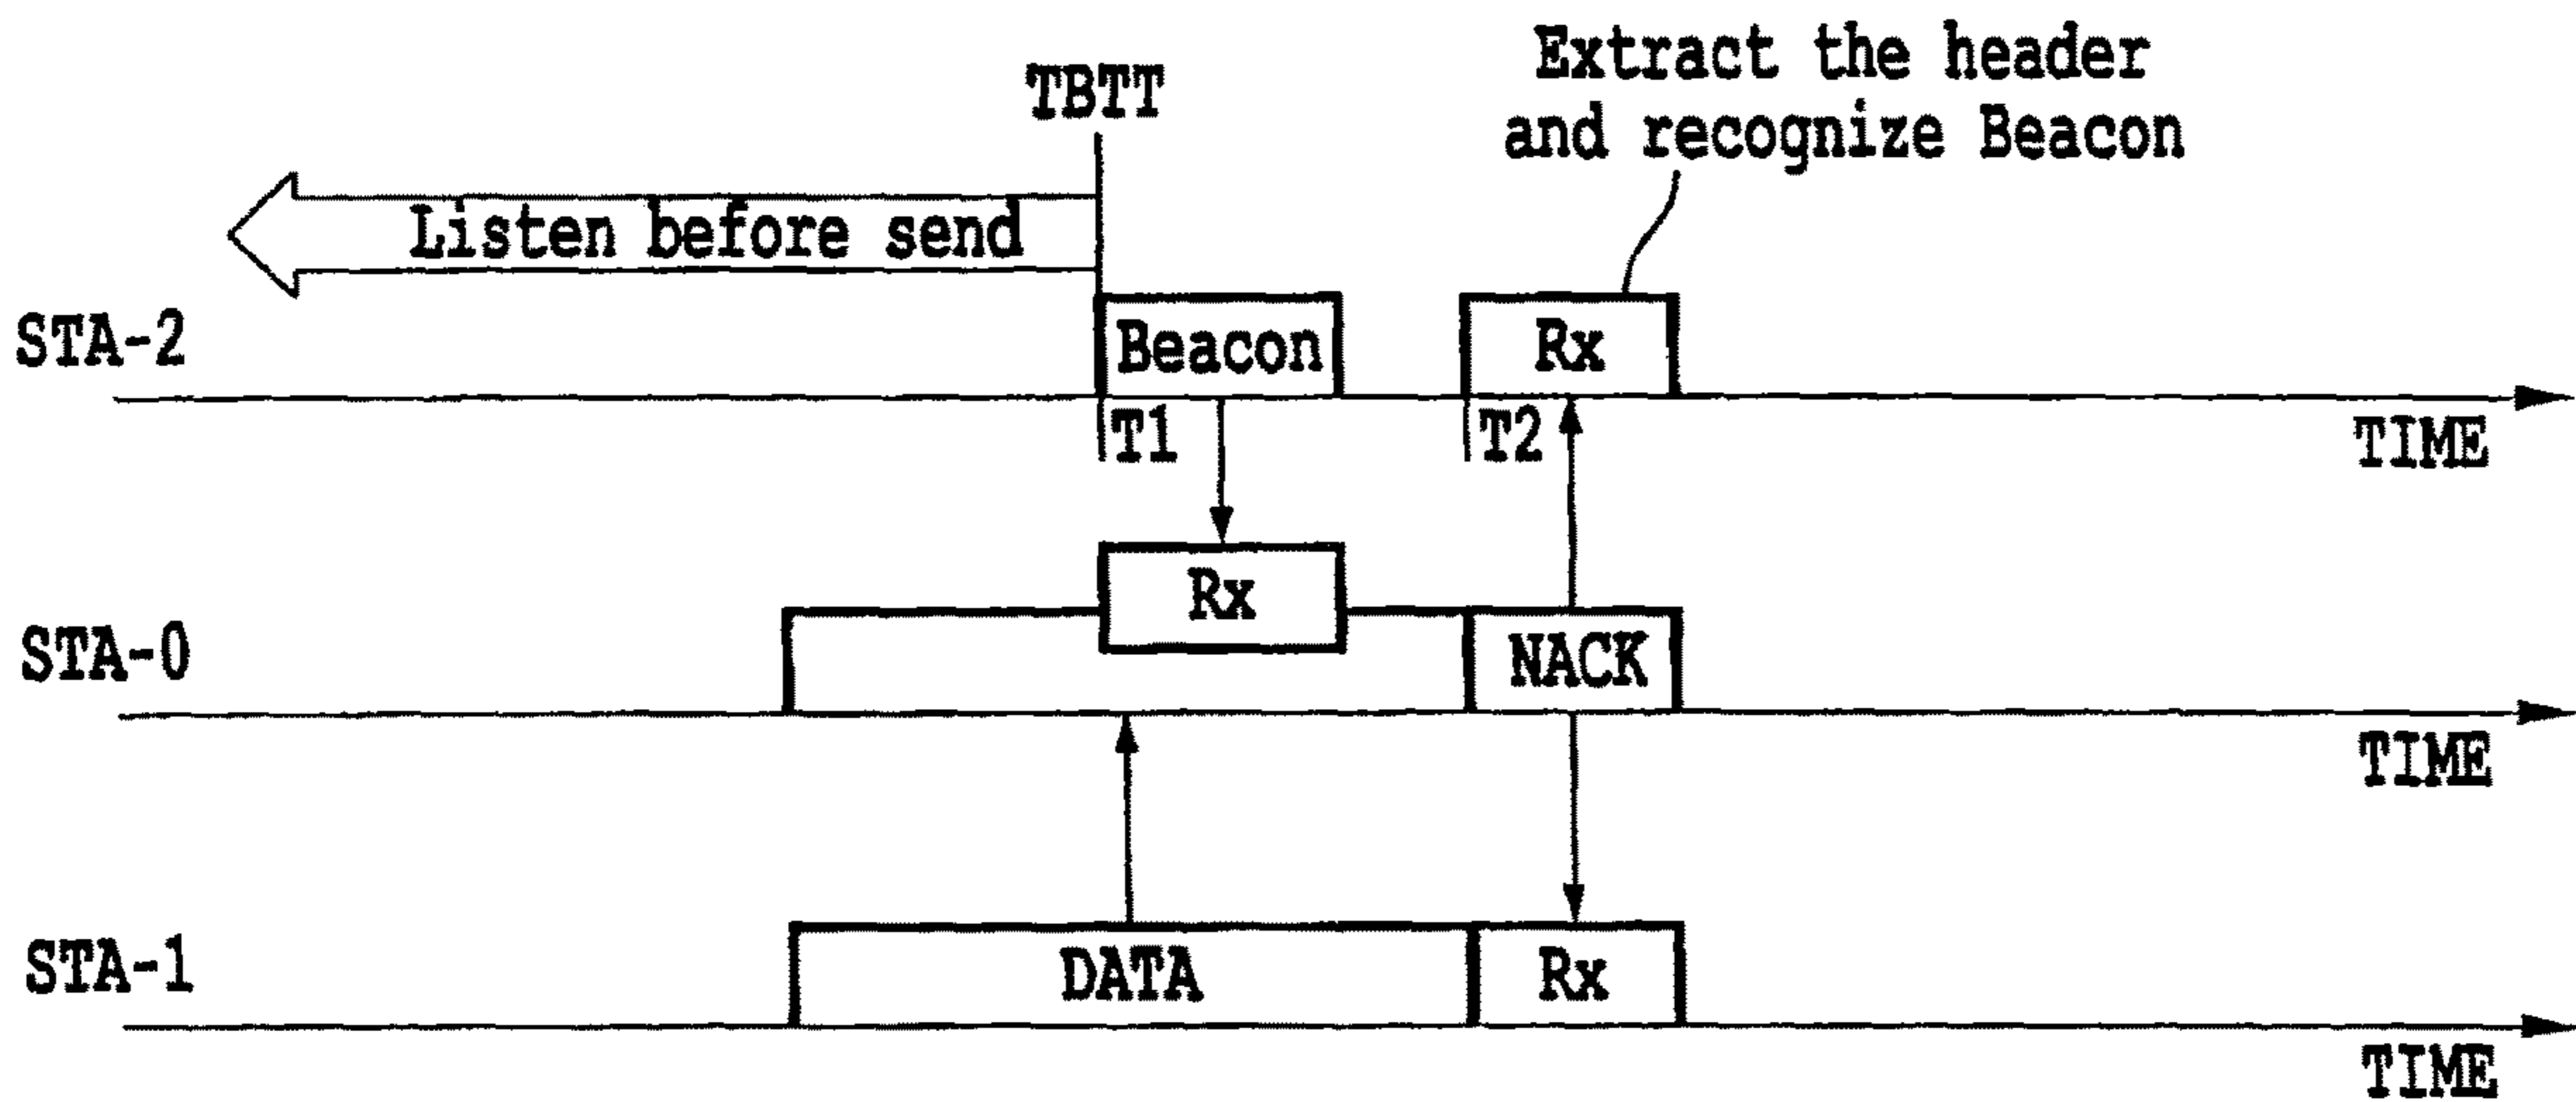 Extract the header
and recognize Beacon
TBTT
Listen before send
STA-2
Beacon
Rx
T1
T2
TIME
Rx
STA-0
NACK
TIME
STA-1
DATA
Rx
TIME